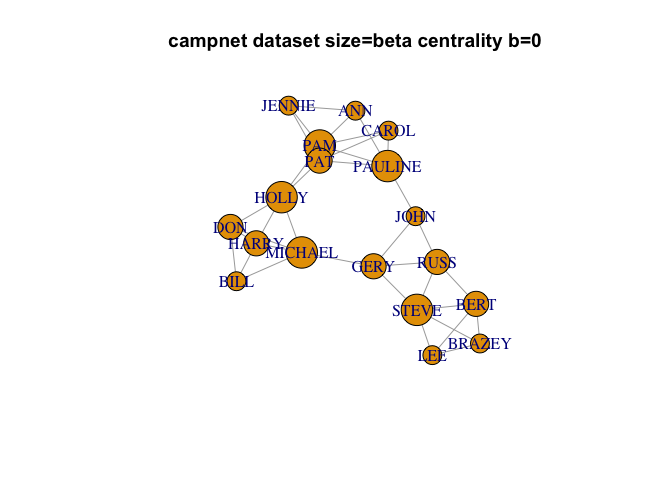 campnet dataset size=beta centrality b=0
JENNIE
ANN
CAROL
PAM
PAT
PAULINE
HOLLY
JOHN
DON
HARRY
MICHAEL
GERY
RUSS
BILL
BERT
STEVE
BRAZEY
LEE